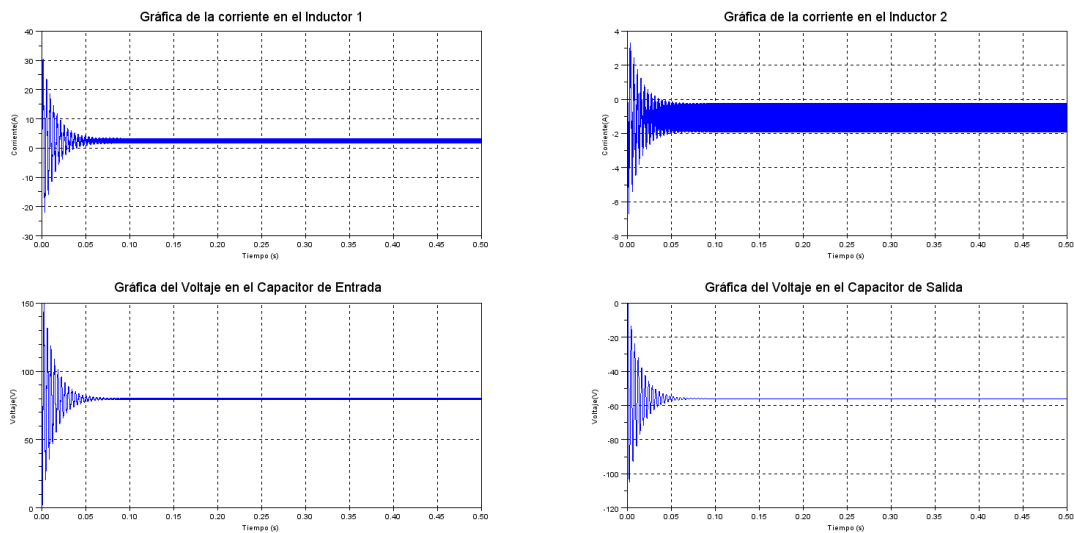 Gráfica de la corriente en el Inductor 1
40
30
20
10
0
-10
-20
-30
Corriente(A)
0.00 0.05 0.10 0.15 0.20 0.25 0.30 0.35 0.40 0.45 0.50
Tiempo (s)
Gráfica de la corriente en el Inductor 2
4
2
0
-2
-4
-6
-8
Corriente(A)
0.00 0.05 0.10 0.15 0.20 0.25 0.30 0.35 0.40 0.45 0.50
Tiempo (s)
Gráfica del Voltaje en el Capacitor de Entrada
150
100
50
0
Voltaje(V)
0.00 0.05 0.10 0.15 0.20 0.25 0.30 0.35 0.40 0.45 0.50
Tiempo (s)
Gráfica del Voltaje en el Capacitor de Salida
0
-20
-40
-60
-80
-100
-120
Voltaje(V)
0.00 0.05 0.10 0.15 0.20 0.25 0.30 0.35 0.40 0.45 0.50
Tiempo (s)